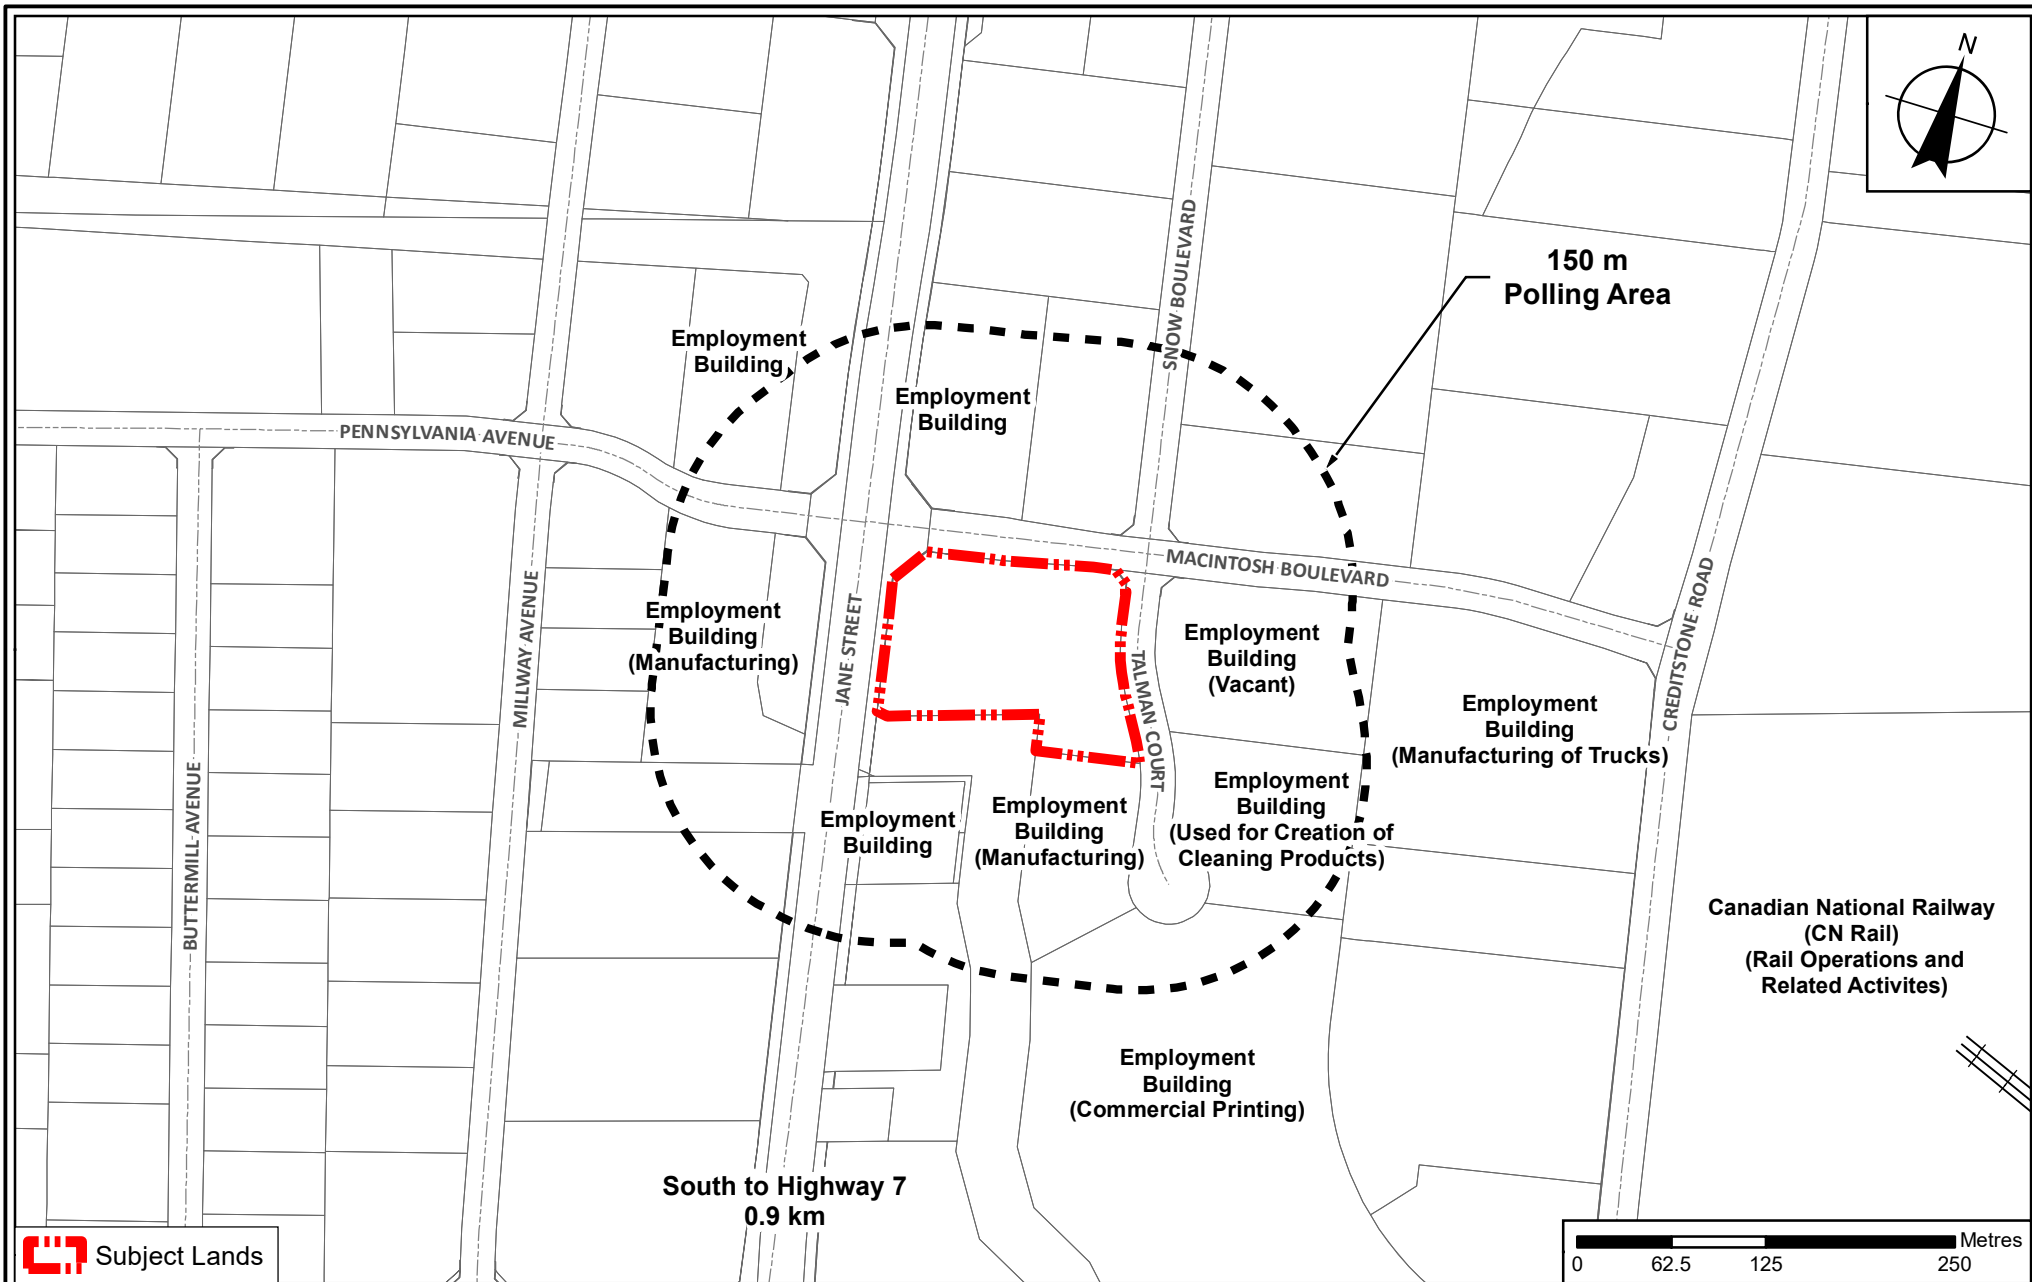 N
SNOW BOULEVARD
150 m
Polling Area
Employment
Building
Employment
Building
PENNSYLVANIA AVENUE
MACINTOSH BOULEVARD
MILLWAY AVENUE
JANE STREET
TALMAN COURT
CREDITSTONE ROAD
BUTTERMILL AVENUE
Employment
Building
(Manufacturing)
Employment
Building
(Vacant)
Employment
Building
(Manufacturing of Trucks)
Employment
Building
Employment
Building
(Manufacturing)
Employment
Building
(Used for Creation of
Cleaning Products)
Canadian National Railway
(CN Rail)
(Rail Operations and
Related Activites)
Employment
Building
(Commercial Printing)
South to Highway 7
0.9 km
Subject Lands
Metres
0 62.5 125 250